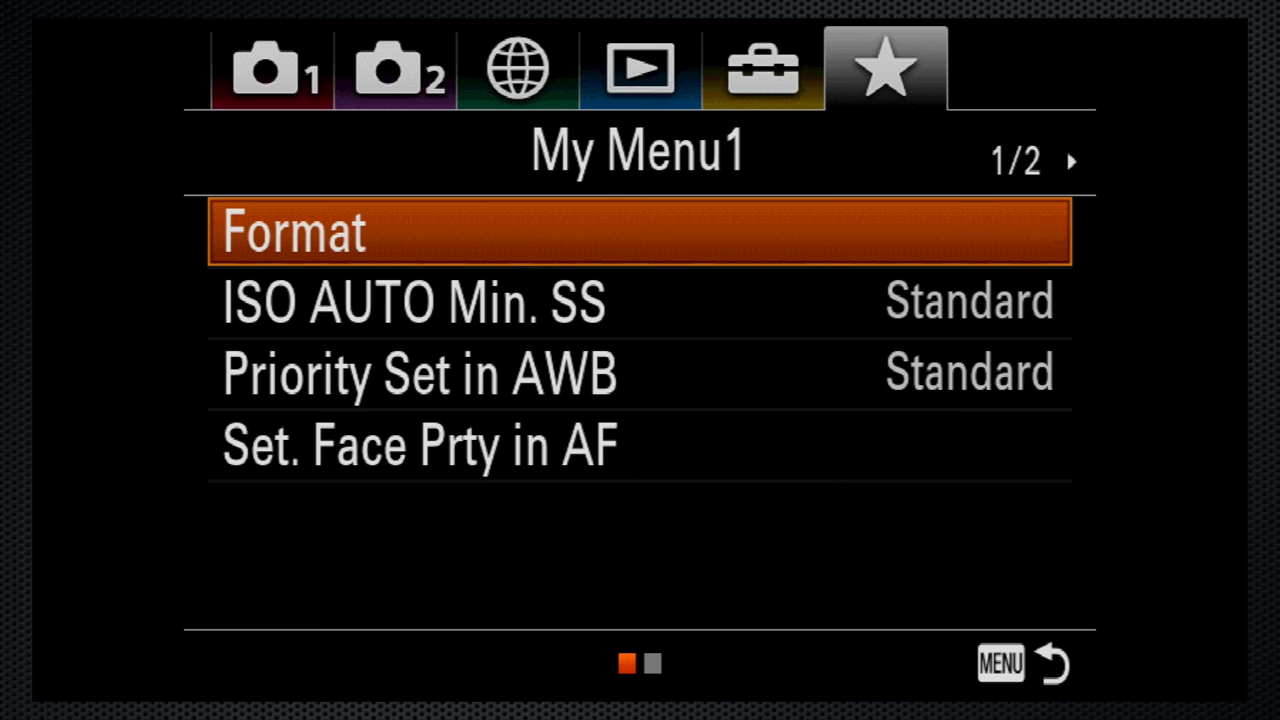 1 2
My Menu1 1/2
Format
ISO AUTO Min. SS Standard
Priority Set in AWB Standard
Set. Face Prty in AF
MENU